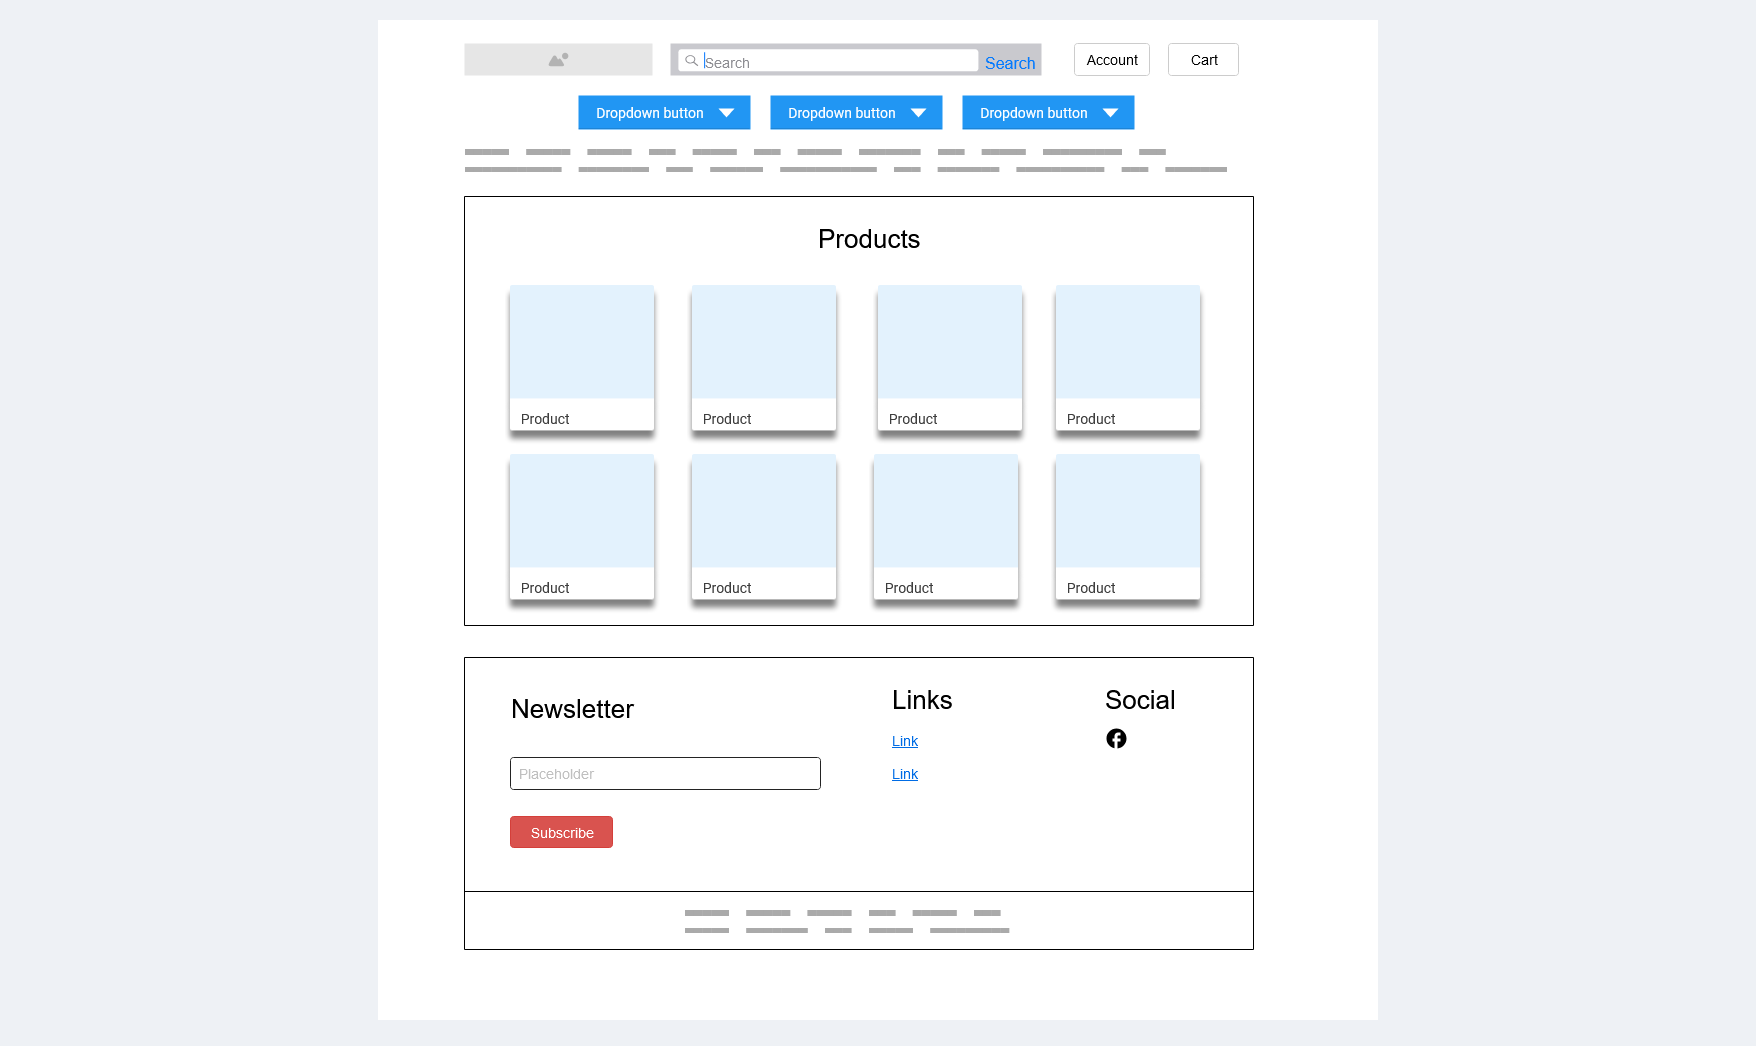 Search Search Account Cart
Dropdown button Dropdown button Dropdown button
Products
Product Product Product Product
Product Product Product Product
Newsletter
Placeholder
Subscribe
Links
Link
Link
Social